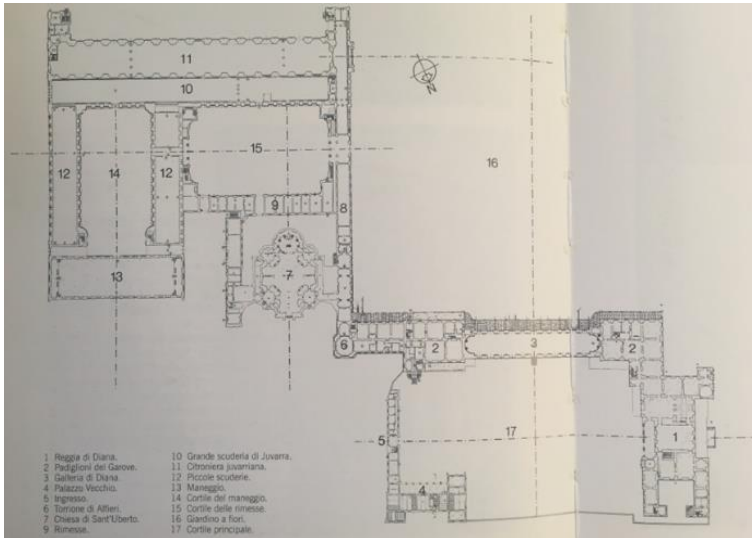 11
10
N
12
14
12
15
16
9
8
7
13
6
2
3
2
5
17
1
4
1 Reggia di Diana.
2 Padiglioni del Garove.
3 Galleria di Diana.
4 Palazzo Vecchio.
5 Ingresso.
6 Torrione di Alfieri.
7 Chiesa di Sant'Uberto.
9 Rimesse.
10 Grande scuderia di Juvarra.
11 Citroniera juvarriana.
12 Piccole scuderie.
13 Maneggio.
14 Cortile del maneggio.
15 Cortile delle rimesse.
16 Giardino a fiori.
17 Cortile principale.